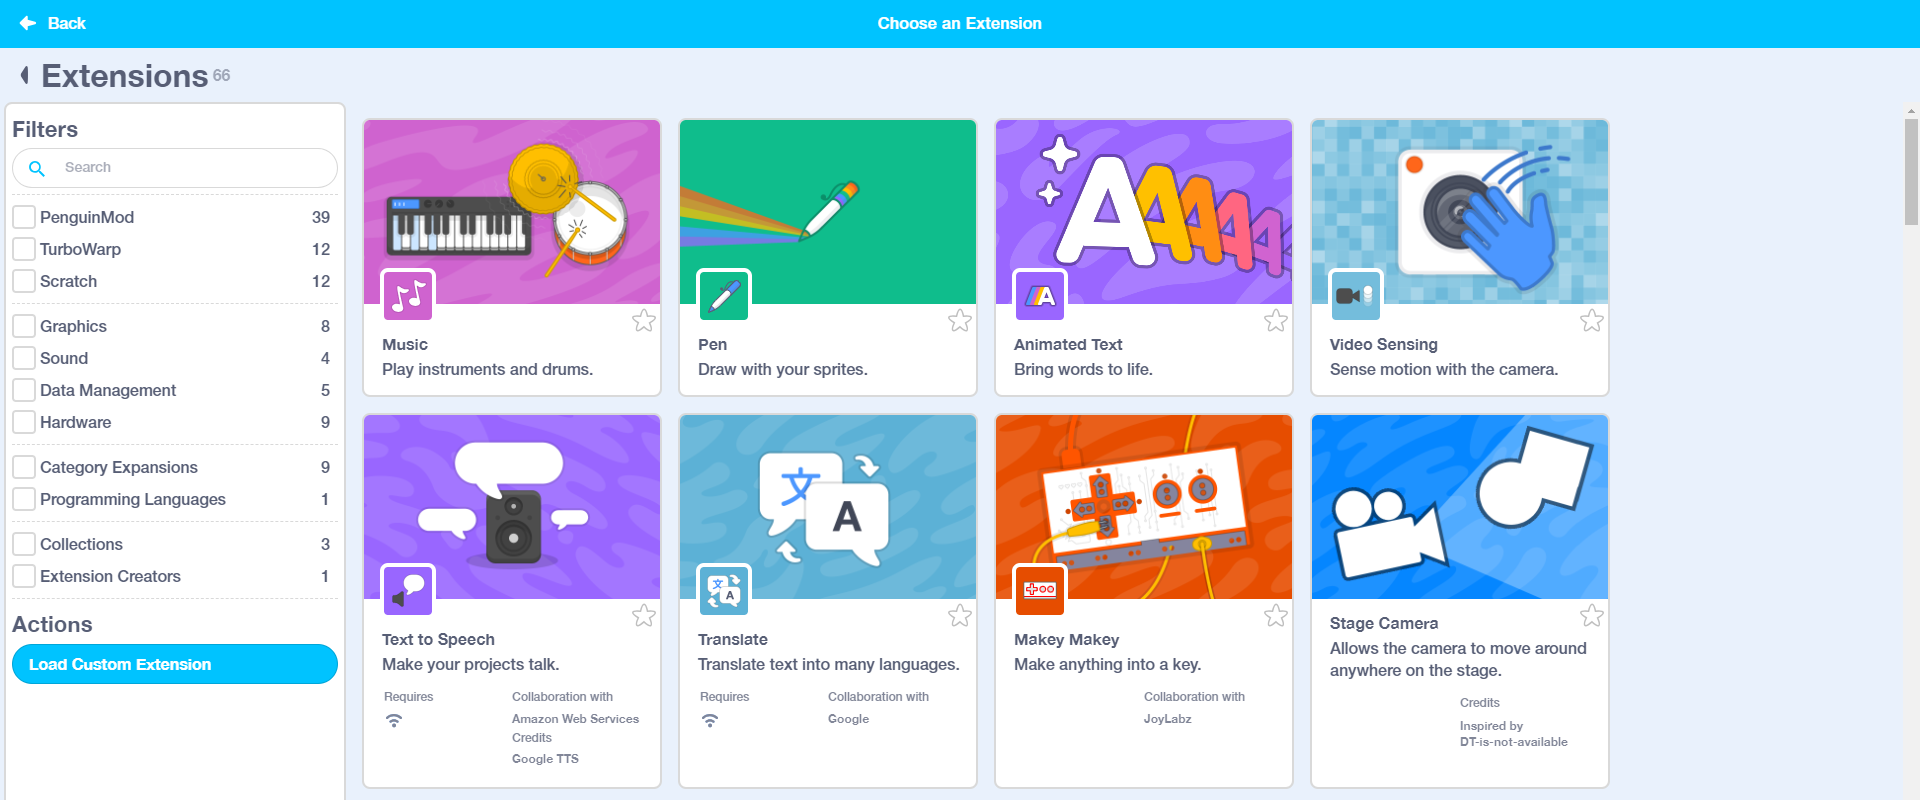 Back
Choose an Extension
Extensions 66
Filters
Search
PenguinMod 39
TurboWarp 12
Scratch 12
Graphics 8
Sound 4
Data Management 5
Hardware 9
Category Expansions 9
Programming Languages 1
Collections 3
Extension Creators 1
Actions
Load Custom Extension
Music
Play instruments and drums.
Pen
Draw with your sprites.
AAAAA
A
Animated Text
Bring words to life.
Video Sensing
Sense motion with the camera.
Text to Speech
Make your projects talk.
Requires
Collaboration with
Amazon Web Services
Credits
Google TTS
文
A
文
A
Translate
Translate text into many languages.
Requires
Collaboration with
Google
Makey Makey
Make anything into a key.
Collaboration with
JoyLabz
Stage Camera
Allows the camera to move around
anywhere on the stage.
Credits
Inspired by
DT-is-not-available